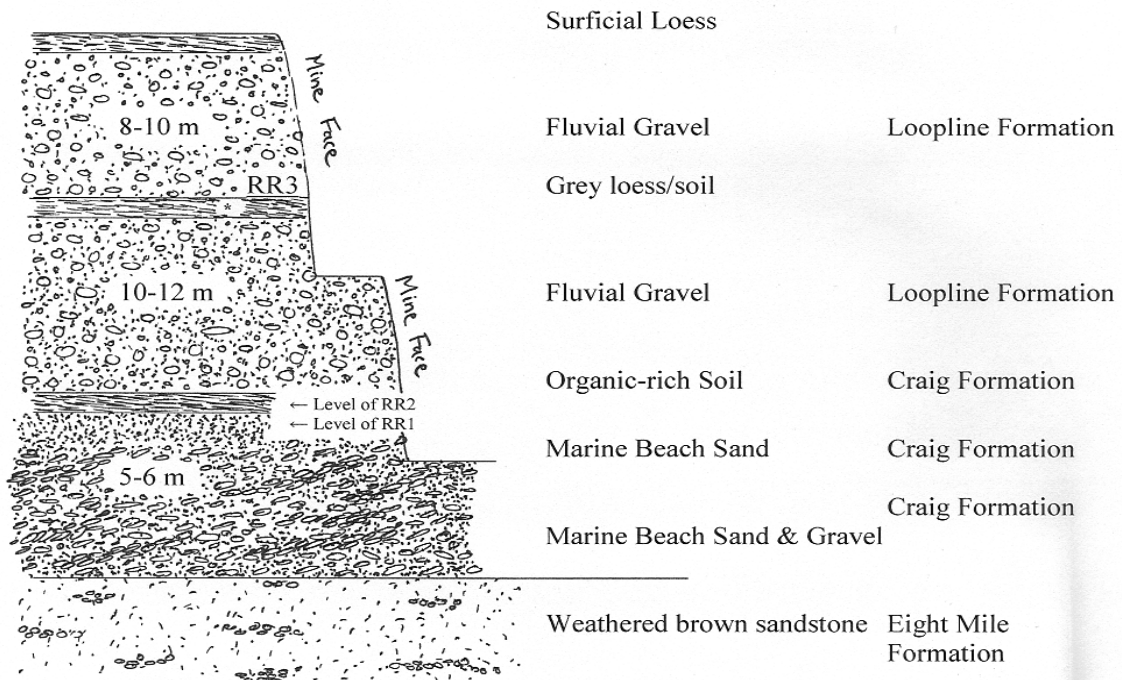 Surficial Loess
Mine Face
8-10 m
Fluvial Gravel Loopline Formation
RR3
Grey loess/soil
*
Mine Face
10-12 m
Fluvial Gravel Loopline Formation
Organic-rich Soil Craig Formation
← Level of RR2
← Level of RR1
Marine Beach Sand Craig Formation
5-6 m
Craig Formation
Marine Beach Sand & Gravel
Weathered brown sandstone Eight Mile
Formation